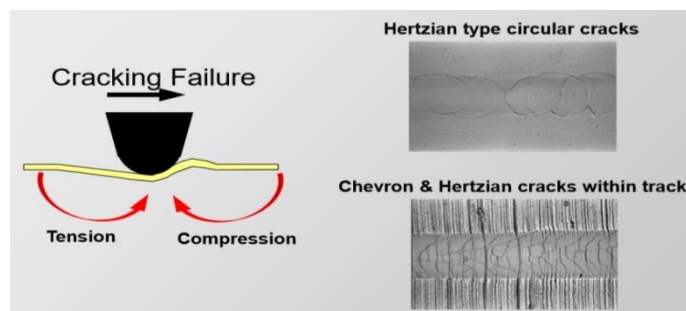 Cracking Failure
Tension
Compression
Hertzian type circular cracks
Chevron & Hertzian cracks within track